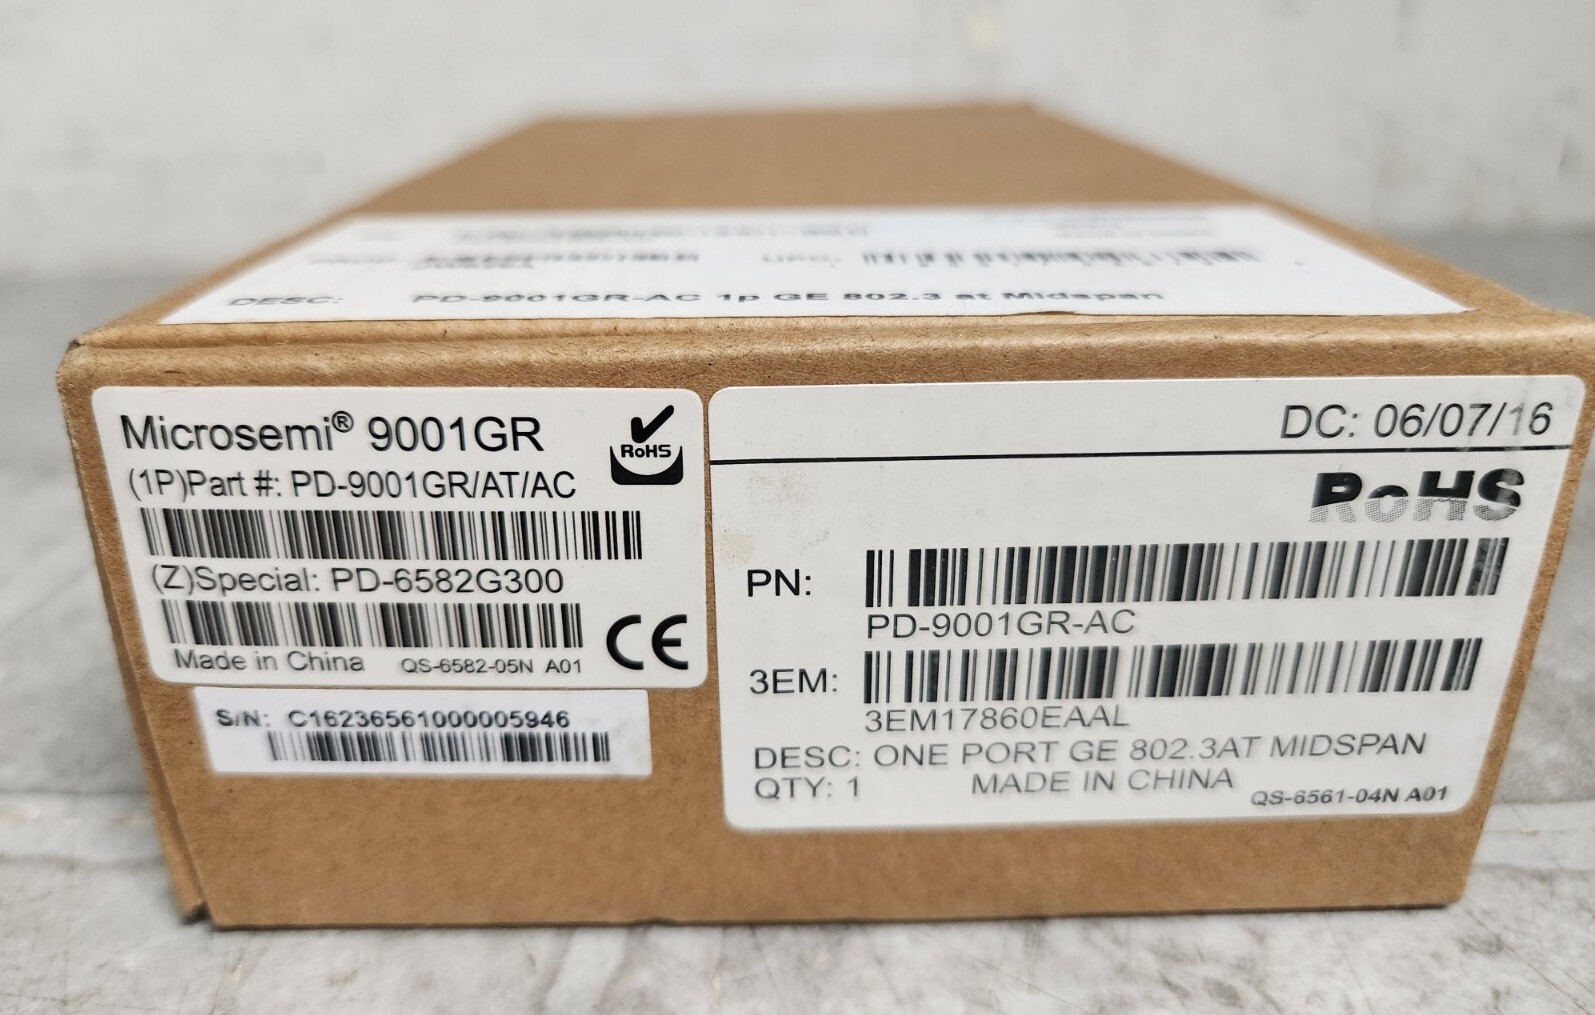 DESC: PD-9001GR-AC 1p GE 802.3 at Midspan
Microsemi® 9001GR
RoHS
(1P)Part #: PD-9001GR/AT/AC
(Z)Special: PD-6582G300
Made in China QS-6582-05N A01
CE
S/N: C16236561000005946
DC: 06/07/16
RoHS
PN:
PD-9001GR-AC
3EM:
3EM17860EAAL
DESC: ONE PORT GE 802.3AT MIDSPAN
QTY: 1 MADE IN CHINA
QS-6561-04N A01